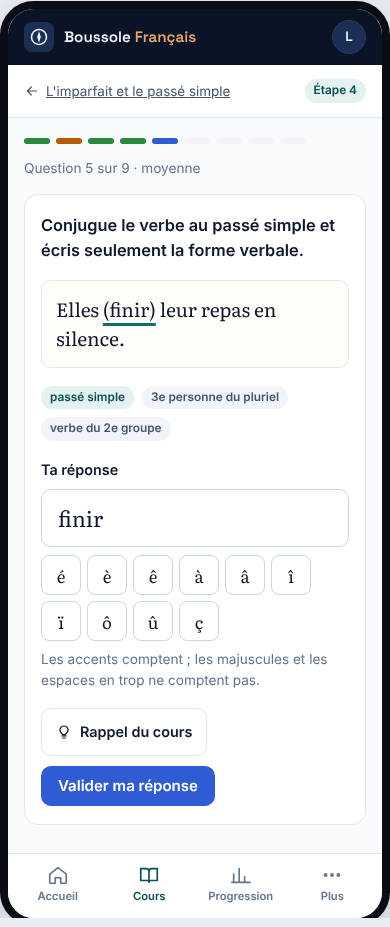 Boussole Français
L
← L'imparfait et le passé simple
Étape 4
Question 5 sur 9 · moyenne
Conjugue le verbe au passé simple et
écris seulement la forme verbale.
Elles (finir) leur repas en
silence.
passé simple
3e personne du pluriel
verbe du 2e groupe
Ta réponse
finir
é è ê à â î
ï ô û ç
Les accents comptent ; les majuscules et les
espaces en trop ne comptent pas.
Rappel du cours
Valider ma réponse
Accueil
Cours
Progression
Plus